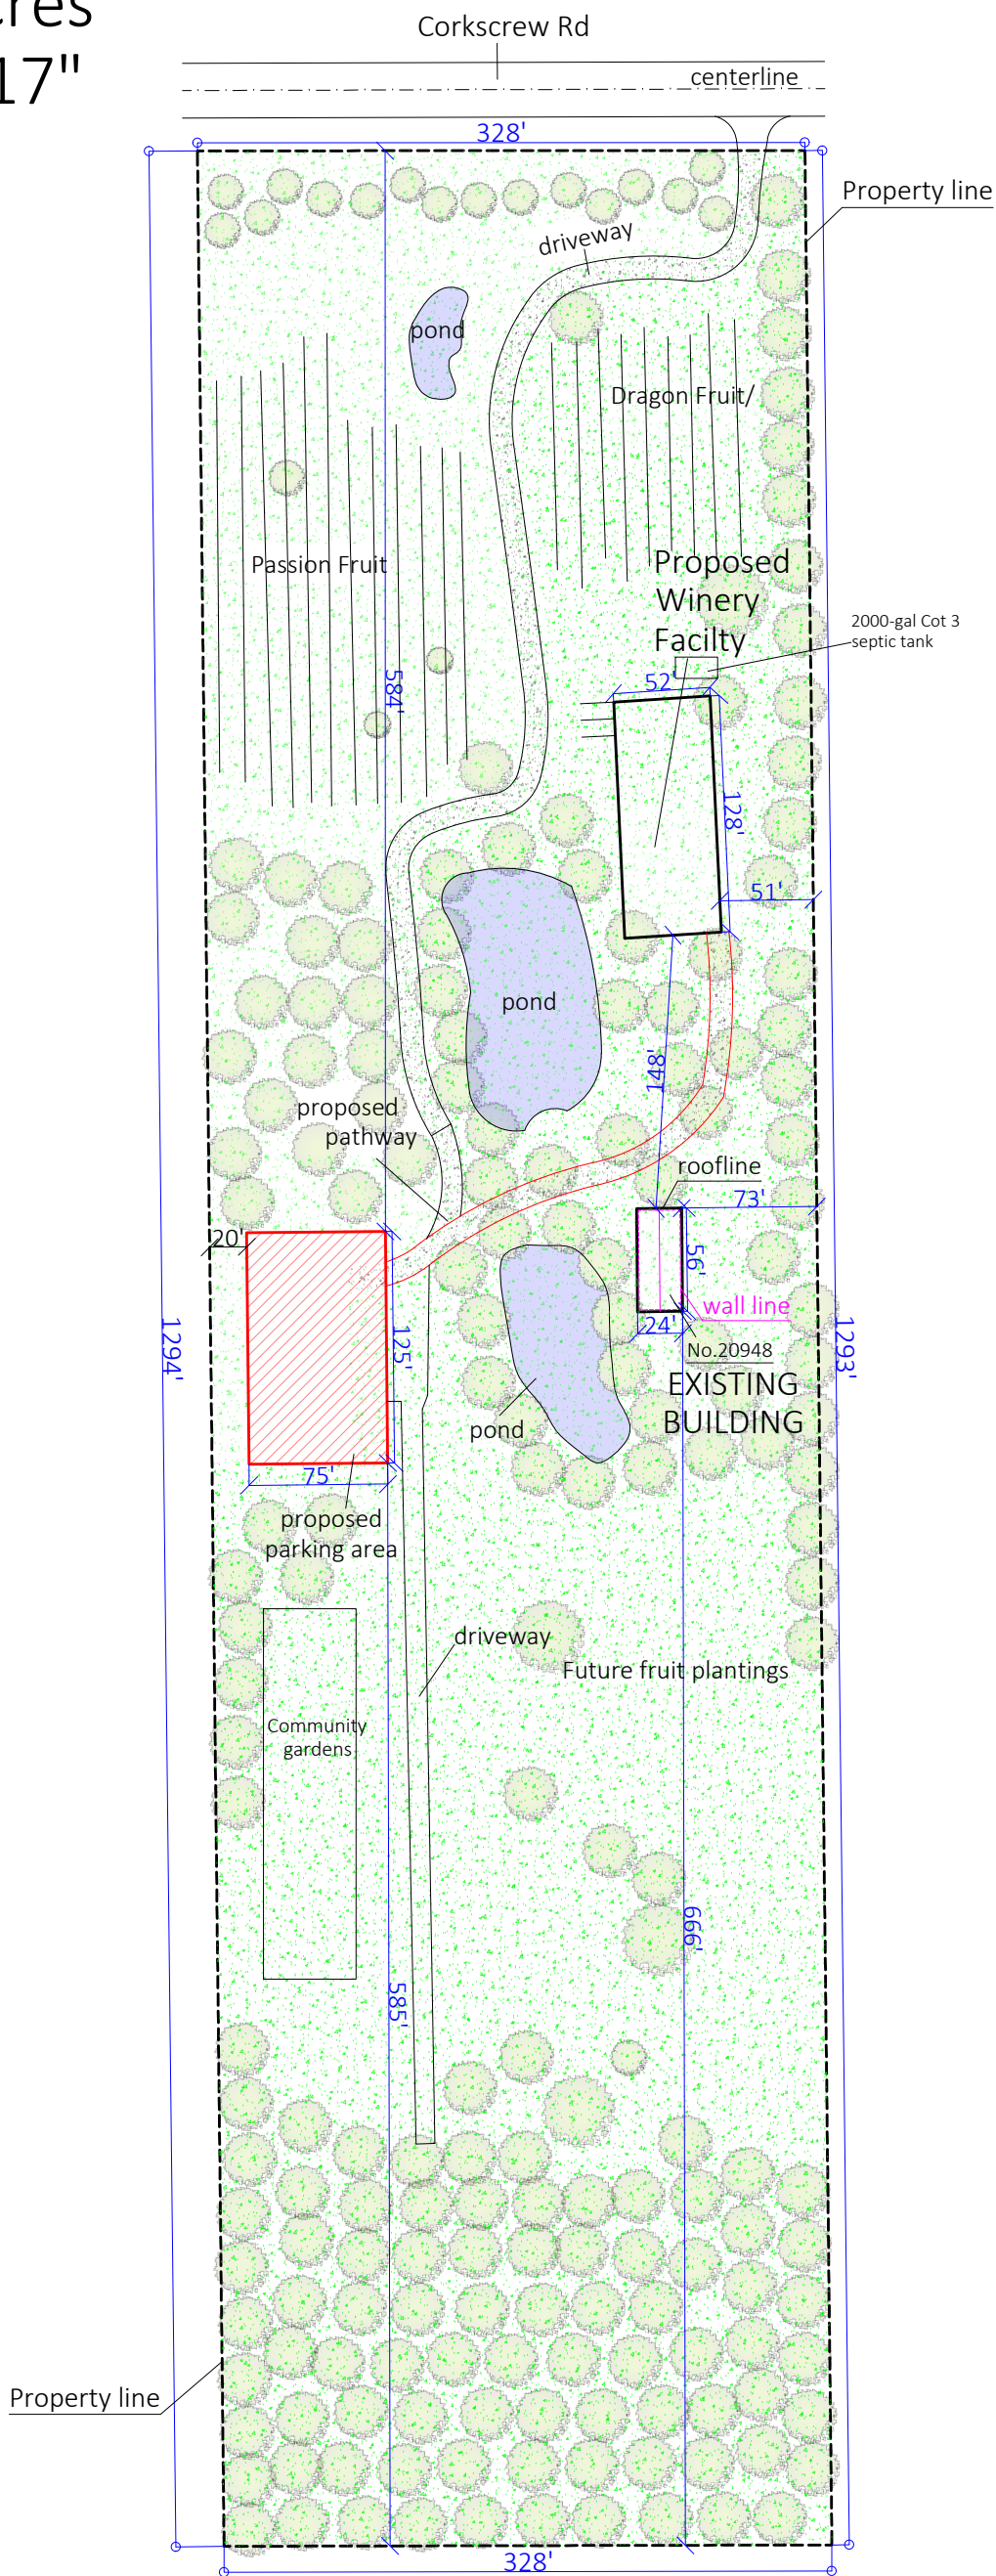 cres
17"
Corkscrew Rd
centerline
328'
Property line
driveway
pond
Dragon Fruit/
Passion Fruit
Proposed
Winery
Facilty
2000-gal Cot 3
septic tank
52'
584'
128'
51'
pond
148'
proposed
pathway
roofline
73'
20'
56'
wall line
24'
1294'
125'
1293'
No.20948
EXISTING
BUILDING
pond
75'
proposed
parking area
driveway
Future fruit plantings
Community
gardens
666'
585'
Property line
328'